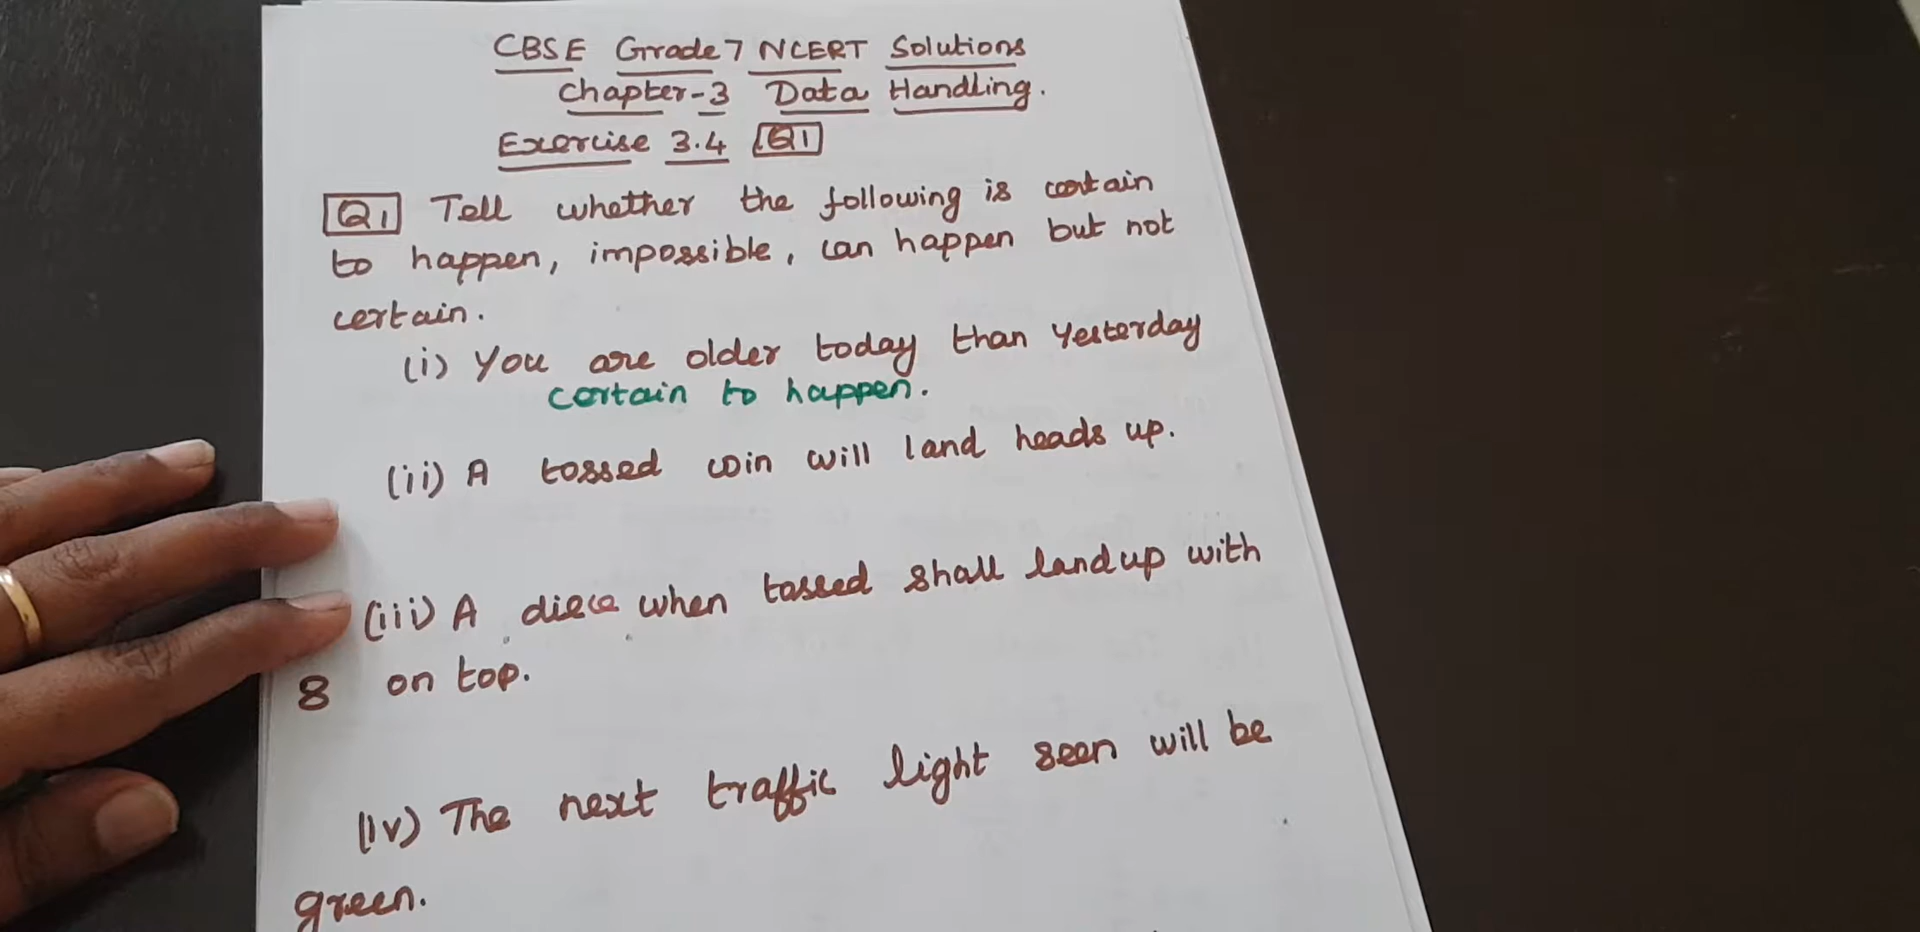 CBSE Grade 7 NCERT Solutions
Chapter-3 Data Handling.
Exercise 3.4 Q1
Q1 Tell whether the following is certain
to happen, impossible, can happen but not
certain.
(i) You are older today than yesterday
certain to happen.
(ii) A tossed coin will land heads up.
(iii) A diece when tossed shall land up with
8 on top.
(iv) The next traffic light seen will be
green.